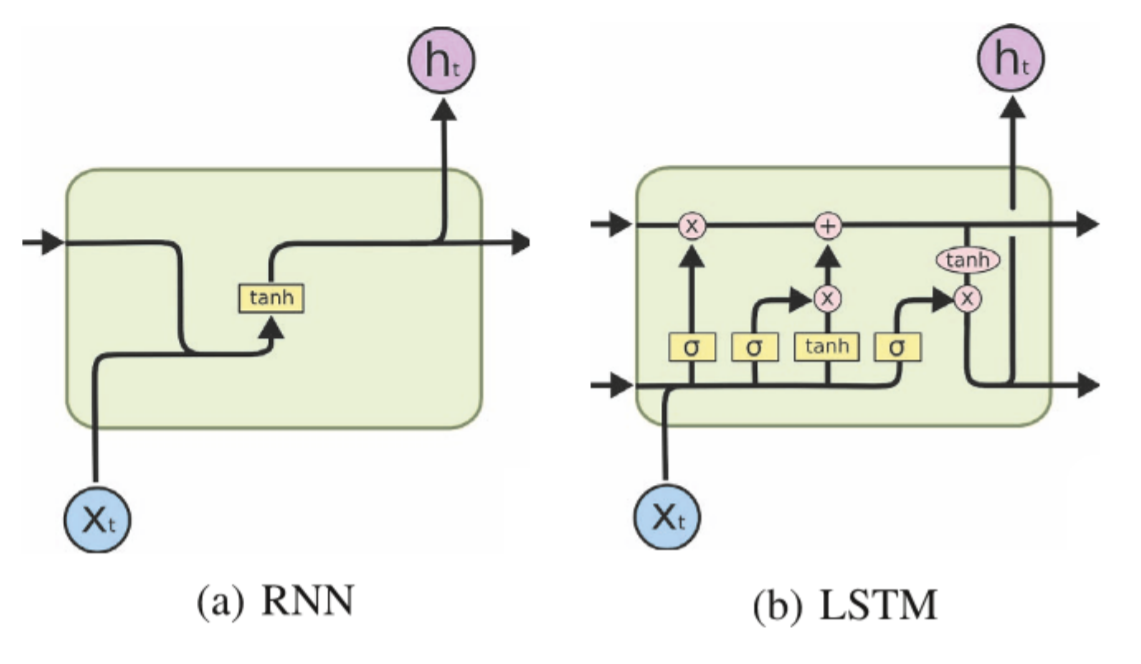 hₜ
tanh
xₜ
(a) RNN
hₜ
x +
tanh
x x
σ σ tanh σ
xₜ
(b) LSTM